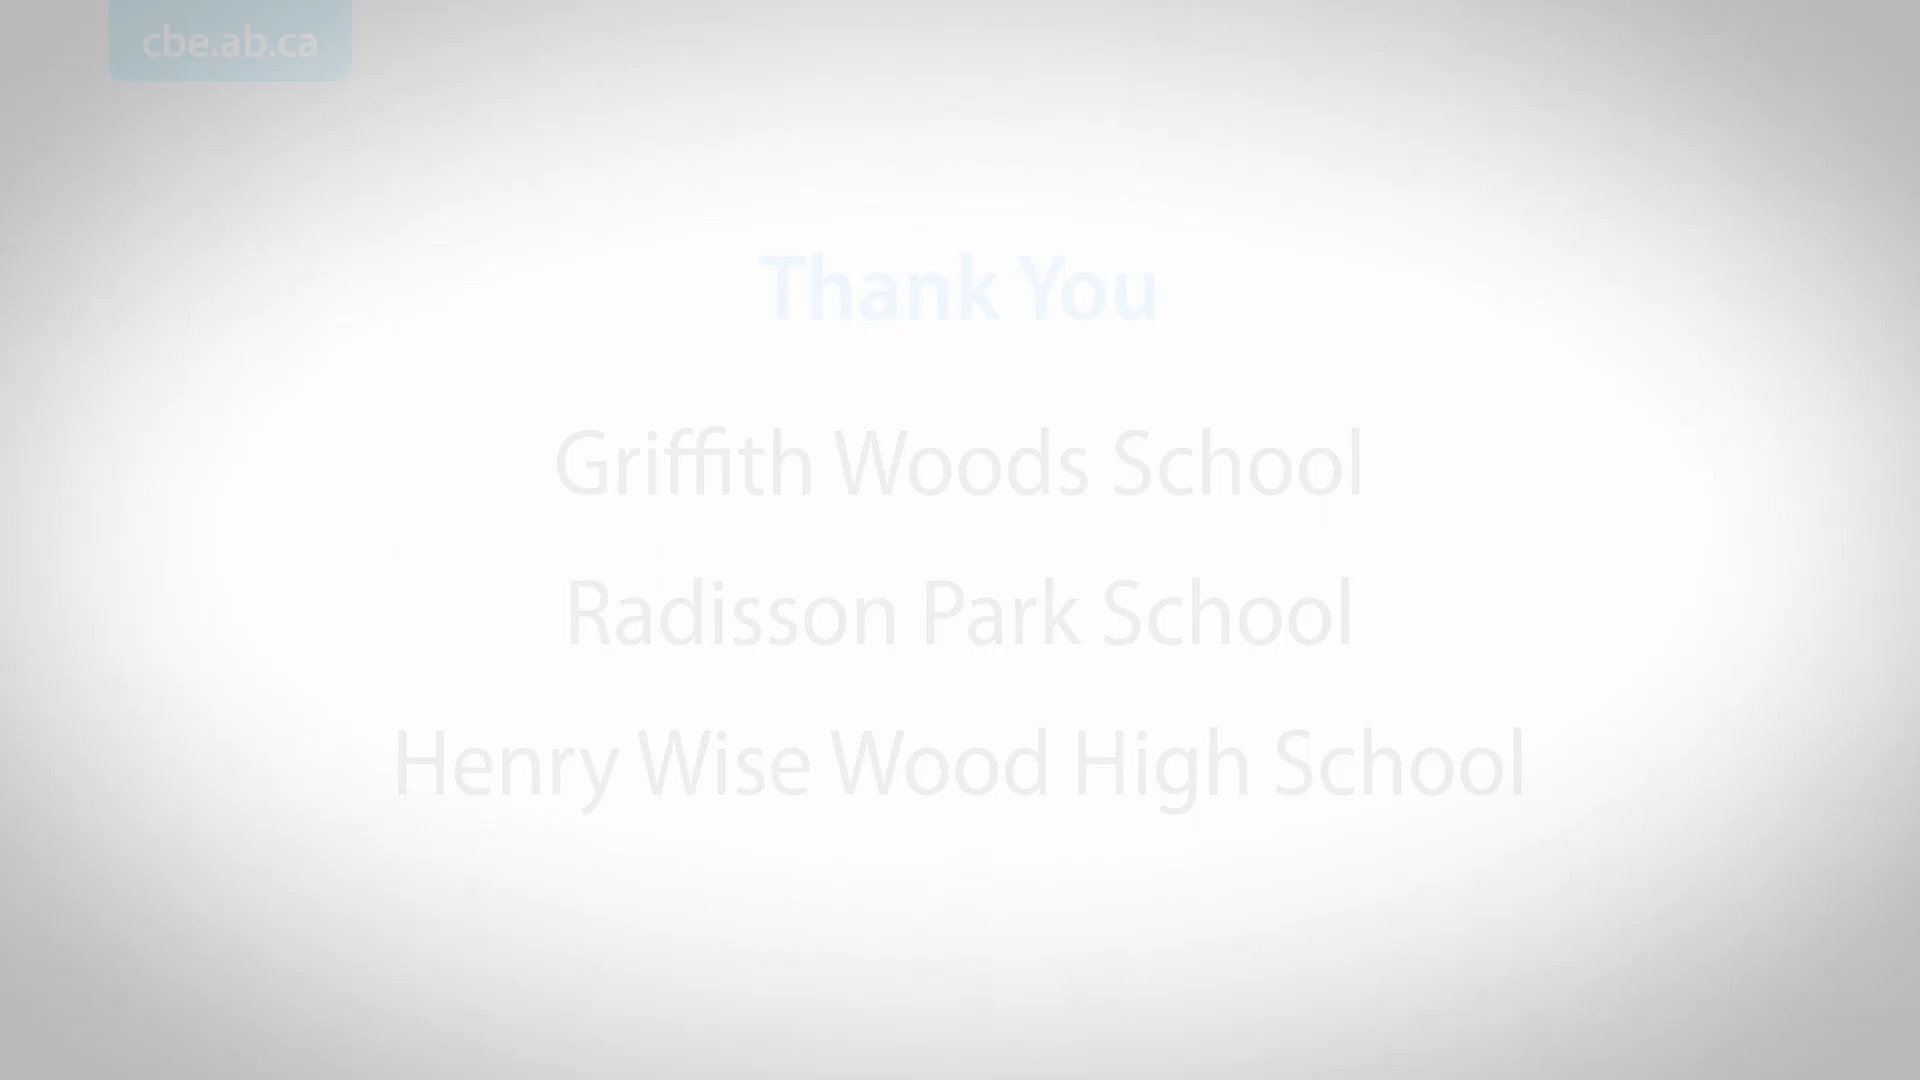 cbe.ab.ca
Thank You
Griffith Woods School
Radisson Park School
Henry Wise Wood High School